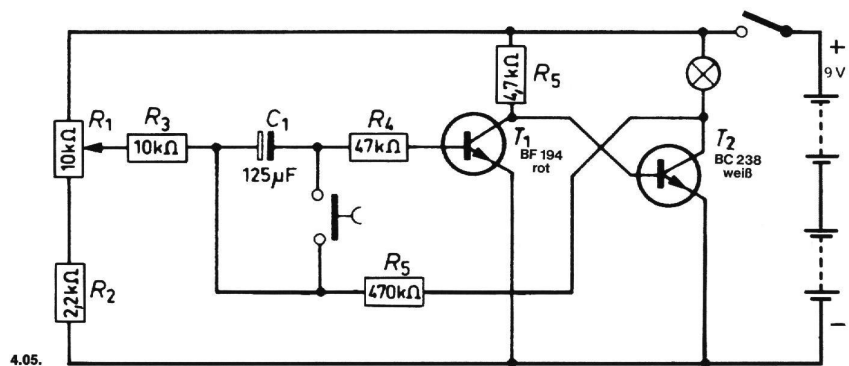 +
9 V
R5
4,7kΩ
R1
10kΩ
R3
10kΩ
C1
125µF
R4
47kΩ
T1
BF 194
rot
T2
BC 238
weiß
R2
2,2kΩ
R5
470kΩ
−
4.05.